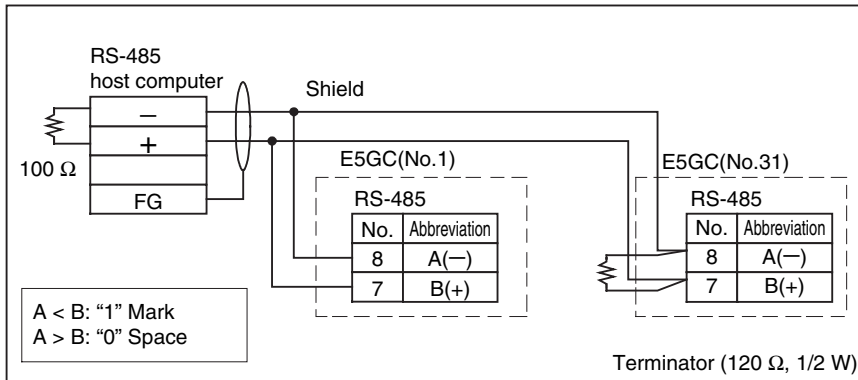 RS-485
host computer
Shield
−
+
100 Ω
FG
E5GC(No.1)
RS-485
No. Abbreviation
8 A(−)
7 B(+)
E5GC(No.31)
RS-485
No. Abbreviation
8 A(−)
7 B(+)
A < B: “1” Mark
A > B: “0” Space
Terminator (120 Ω, 1/2 W)